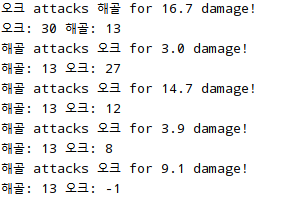 오크 attacks 해골 for 16.7 damage!
오크: 30 해골: 13
해골 attacks 오크 for 3.0 damage!
해골: 13 오크: 27
해골 attacks 오크 for 14.7 damage!
해골: 13 오크: 12
해골 attacks 오크 for 3.9 damage!
해골: 13 오크: 8
해골 attacks 오크 for 9.1 damage!
해골: 13 오크: -1